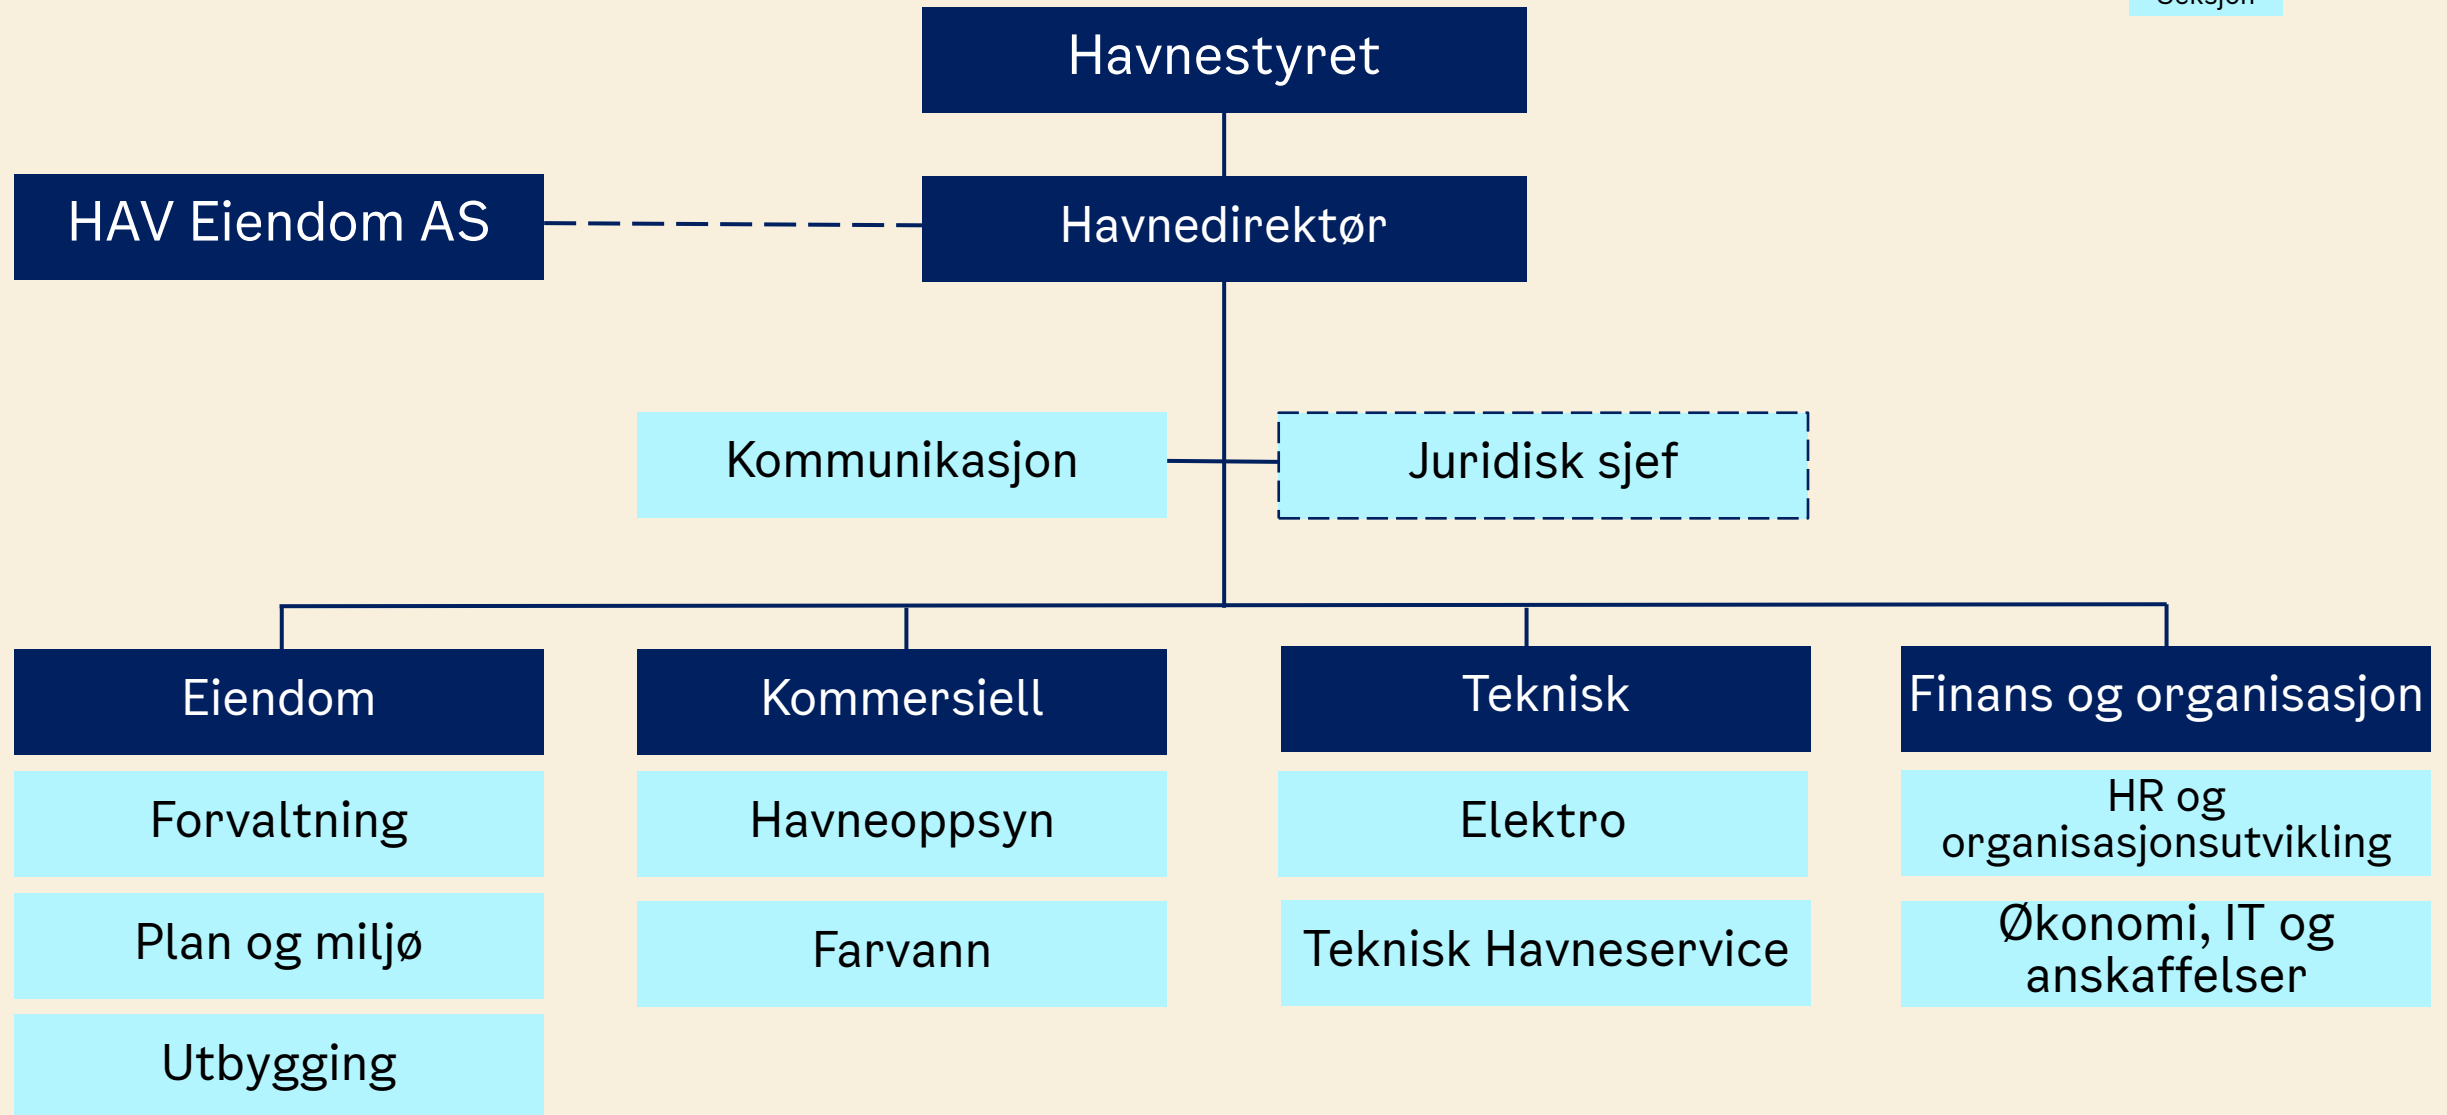 Seksjon
Havnestyret
HAV Eiendom AS
Havnedirektør
Kommunikasjon
Juridisk sjef
Eiendom
Kommersiell
Teknisk
Finans og organisasjon
Forvaltning
Havneoppsyn
Elektro
HR og
organisasjonsutvikling
Plan og miljø
Farvann
Teknisk Havneservice
Økonomi, IT og
anskaffelser
Utbygging